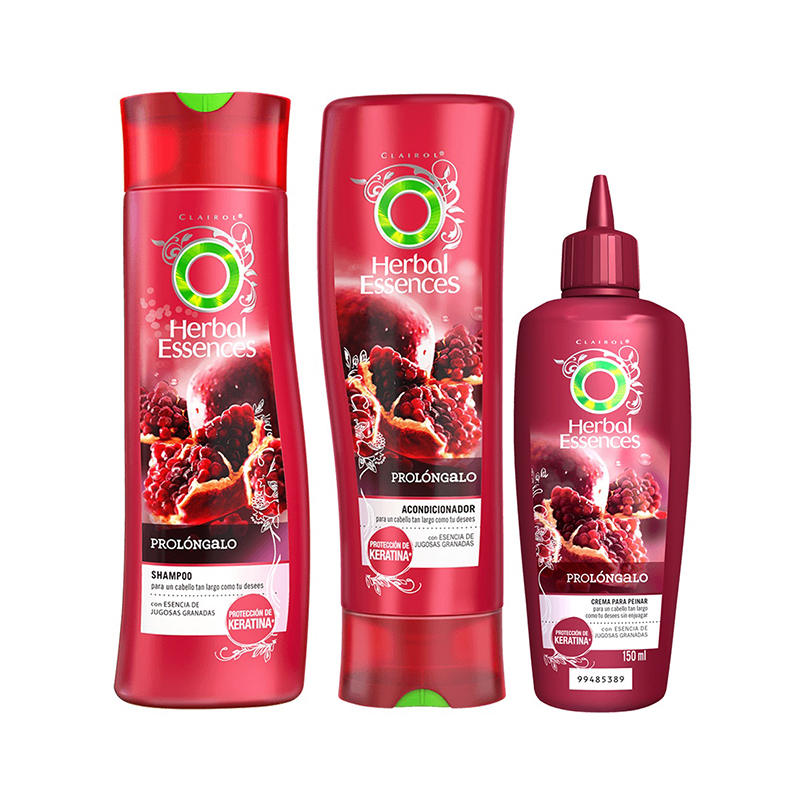 CLAIROL®
Herbal
Essences
PROLÓNGALO
SHAMPOO
para un cabello tan largo como tu desees
con ESENCIA DE
JUGOSAS GRANADAS
PROTECCIÓN DE
KERATINA*
CLAIROL®
Herbal
Essences
PROLÓNGALO
ACONDICIONADOR
para un cabello tan largo como tu desees
con ESENCIA DE
JUGOSAS GRANADAS
PROTECCIÓN DE
KERATINA*
CLAIROL®
Herbal
Essences
PROLÓNGALO
CREMA PARA PEINAR
para un cabello tan largo
como tu desees sin enjuagar
con ESENCIA DE
JUGOSAS GRANADAS
PROTECCIÓN DE
KERATINA*
150 ml
99485389